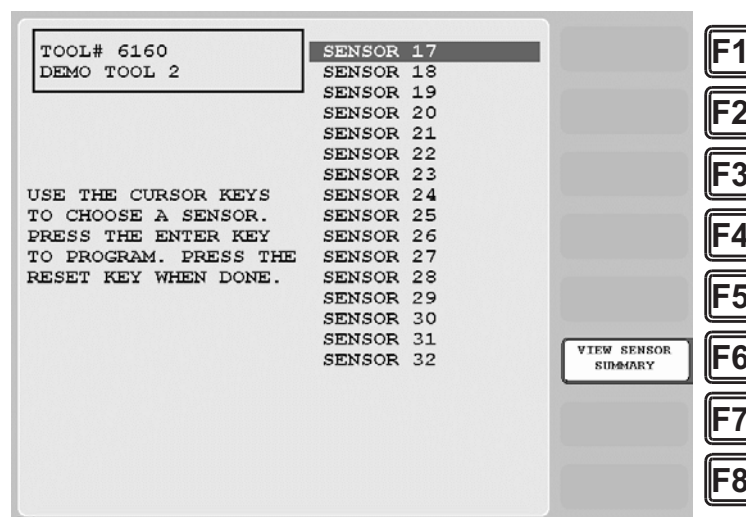 TOOL# 6160
DEMO TOOL 2
USE THE CURSOR KEYS
TO CHOOSE A SENSOR.
PRESS THE ENTER KEY
TO PROGRAM. PRESS THE
RESET KEY WHEN DONE.
SENSOR 17
SENSOR 18
SENSOR 19
SENSOR 20
SENSOR 21
SENSOR 22
SENSOR 23
SENSOR 24
SENSOR 25
SENSOR 26
SENSOR 27
SENSOR 28
SENSOR 29
SENSOR 30
SENSOR 31
SENSOR 32
VIEW SENSOR
SUMMARY
F1
F2
F3
F4
F5
F6
F7
F8